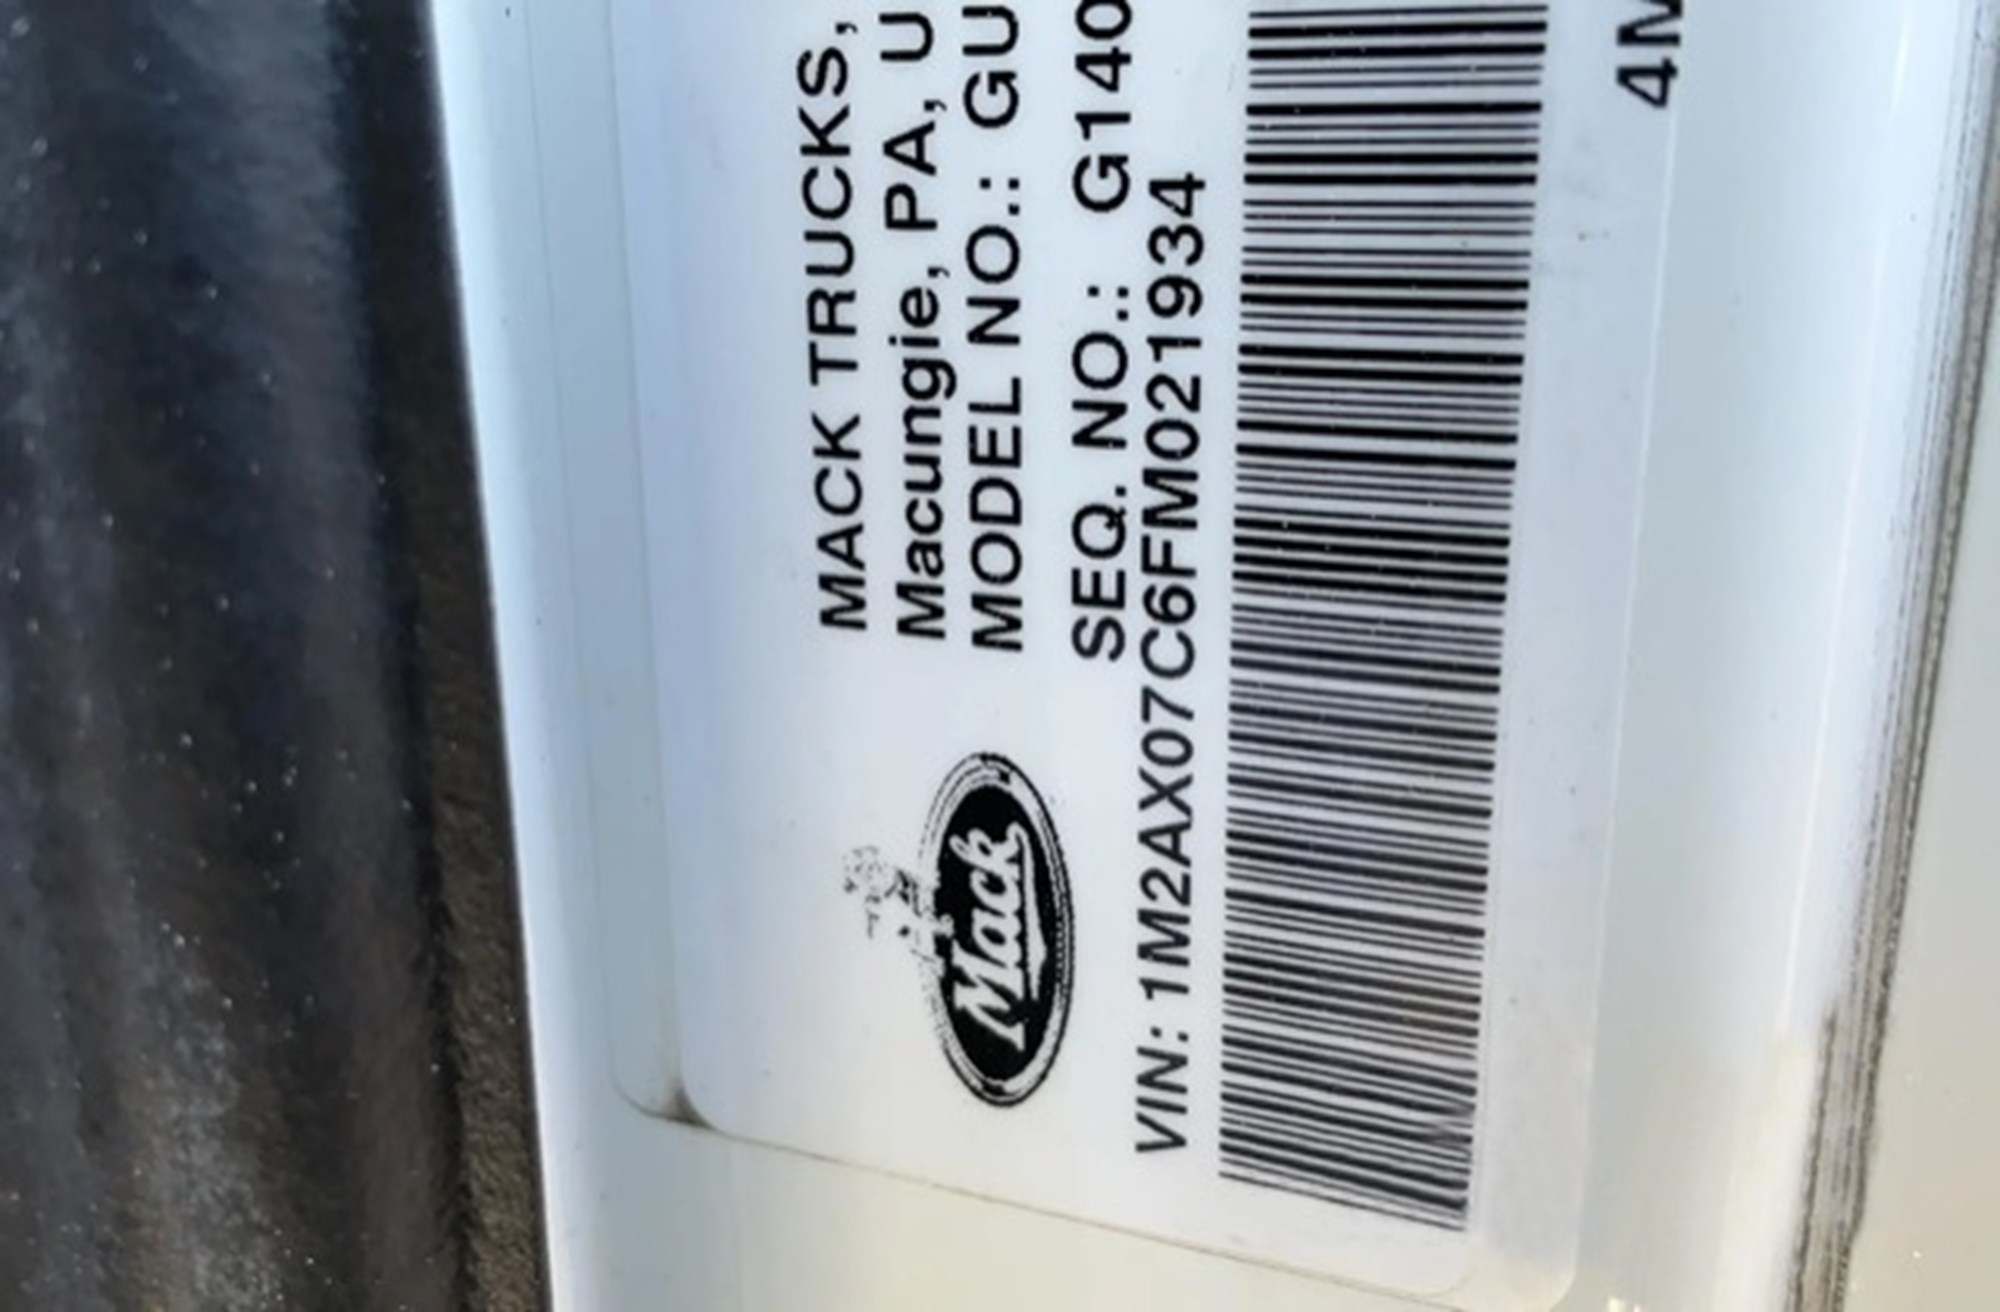 MACK TRUCKS,
Macungie, PA, U
MODEL NO.: GU
SEQ. NO.: G140
Mack
VIN: 1M2AX07C6FM021934
4M